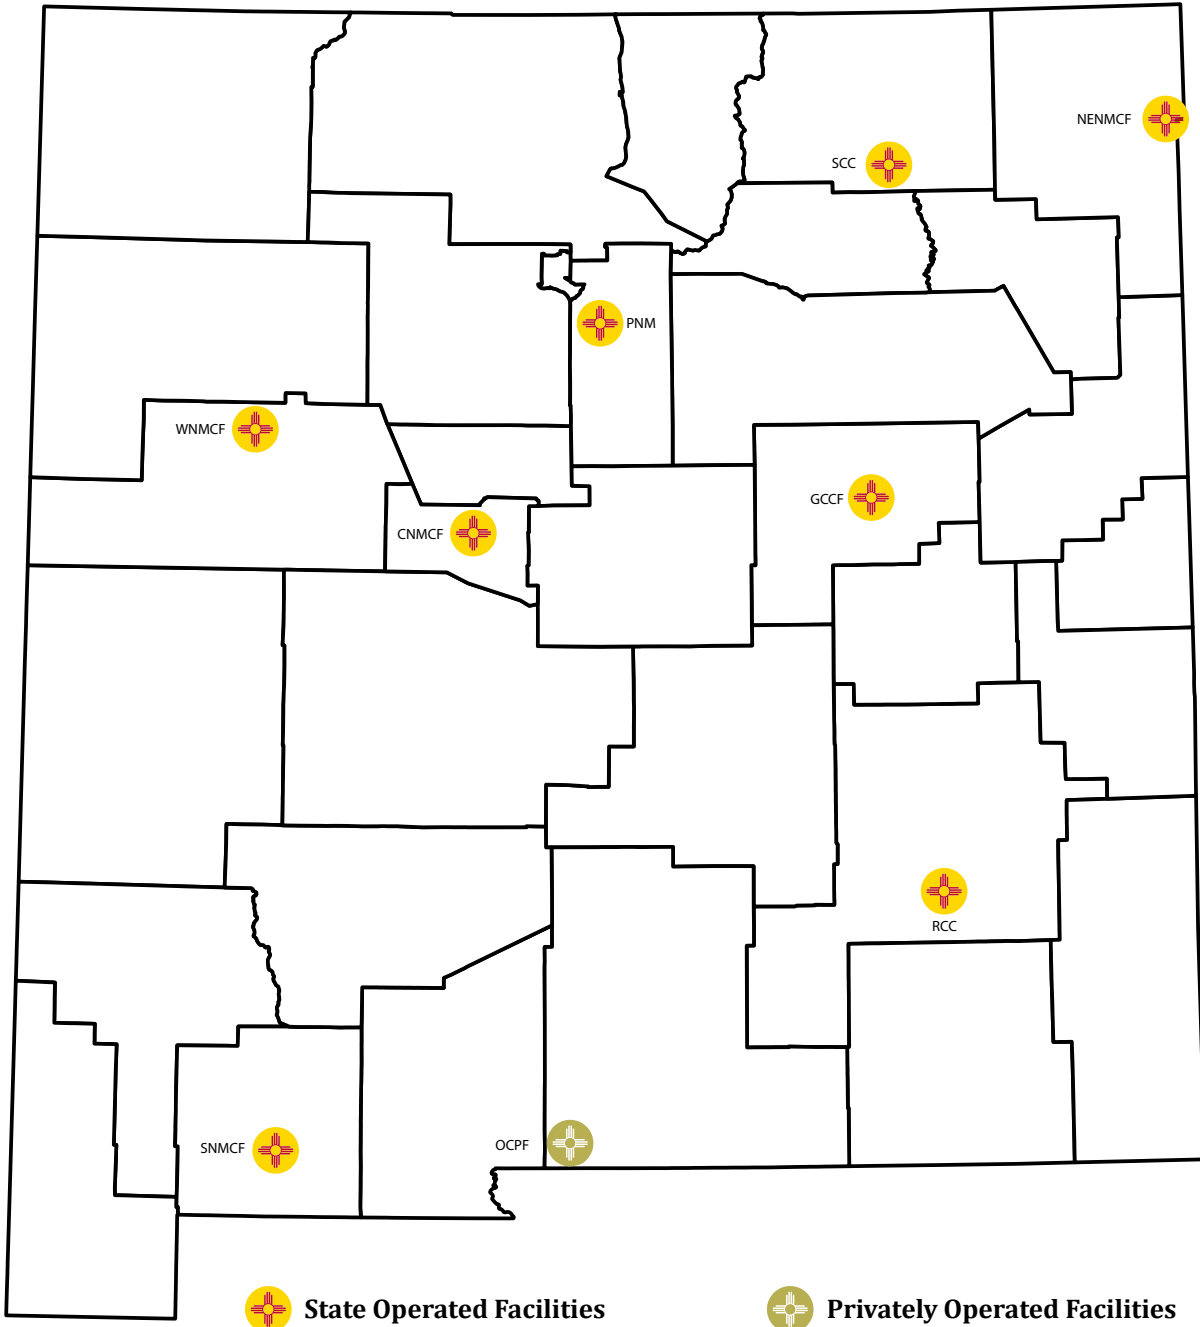 NENMCF
SCC
PNM
WNMCF
GCCF
CNMCF
RCC
SNMCF
OCPF
State Operated Facilities
Privately Operated Facilities